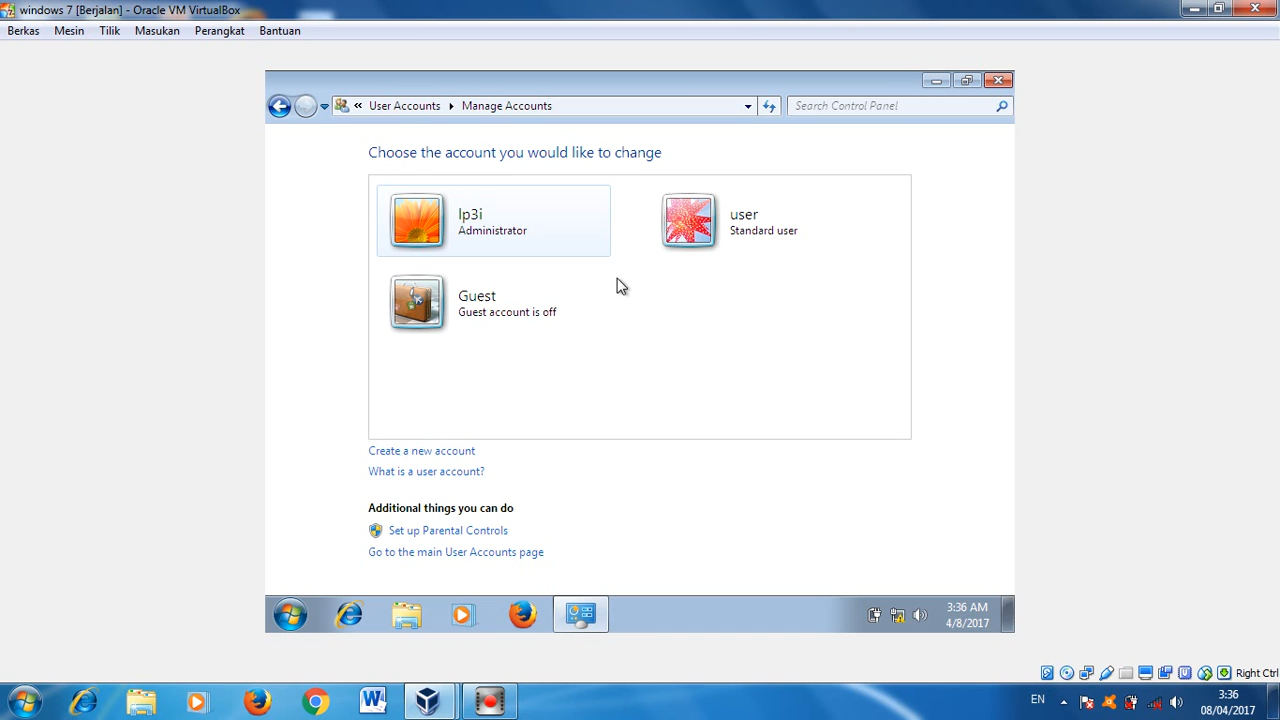 windows 7 [Berjalan] - Oracle VM VirtualBox
Berkas Mesin Tilik Masukan Perangkat Bantuan
« User Accounts Manage Accounts
Search Control Panel
Choose the account you would like to change
lp3i
Administrator
user
Standard user
Guest
Guest account is off
Create a new account
What is a user account?
Additional things you can do
Set up Parental Controls
Go to the main User Accounts page
3:36 AM
4/8/2017
Right Ctrl
EN
3:36
08/04/2017